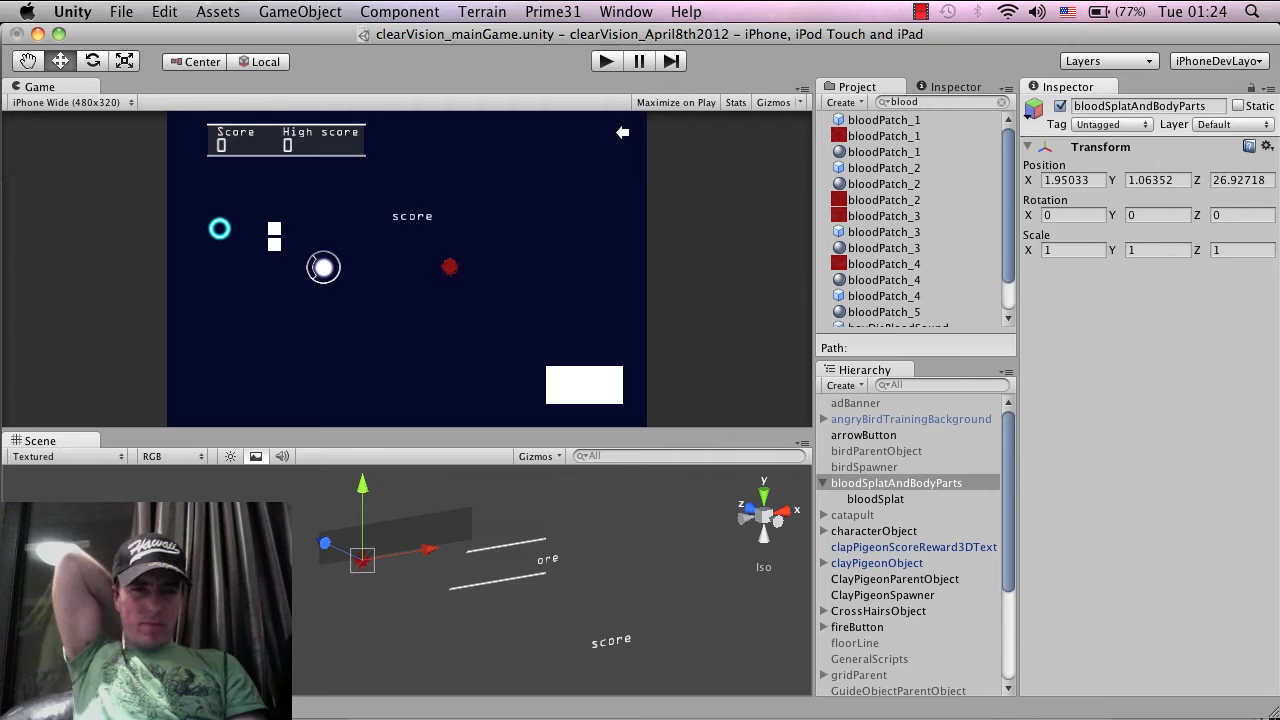 Unity File Edit Assets GameObject Component Terrain Prime31 Window Help (77%) Tue 01:24
clearVision_mainGame.unity – clearVision_April8th2012 – iPhone, iPod Touch and iPad
Center Local Layers iPhoneDevLayo
Game
iPhone Wide (480x320) Maximize on Play Stats Gizmos
Score High score
0 0
score
Scene
Textured RGB Gizmos All
y
z x
Iso
ore
score
Project Inspector
Create blood
bloodPatch_1
bloodPatch_1
bloodPatch_1
bloodPatch_2
bloodPatch_2
bloodPatch_2
bloodPatch_3
bloodPatch_3
bloodPatch_3
bloodPatch_4
bloodPatch_4
bloodPatch_4
bloodPatch_5
Path:
Hierarchy
Create All
adBanner
angryBirdTrainingBackground
arrowButton
birdParentObject
birdSpawner
bloodSplatAndBodyParts
bloodSplat
catapult
characterObject
clapPigeonScoreReward3DText
clayPigeonObject
ClayPigeonParentObject
ClayPigeonSpawner
CrossHairsObject
fireButton
floorLine
GeneralScripts
gridParent
GuideObjectParentObject
Inspector
bloodSplatAndBodyParts Static
Tag Untagged Layer Default
Transform
Position
X 1.95033 Y 1.06352 Z 26.92718
Rotation
X 0 Y 0 Z 0
Scale
X 1 Y 1 Z 1